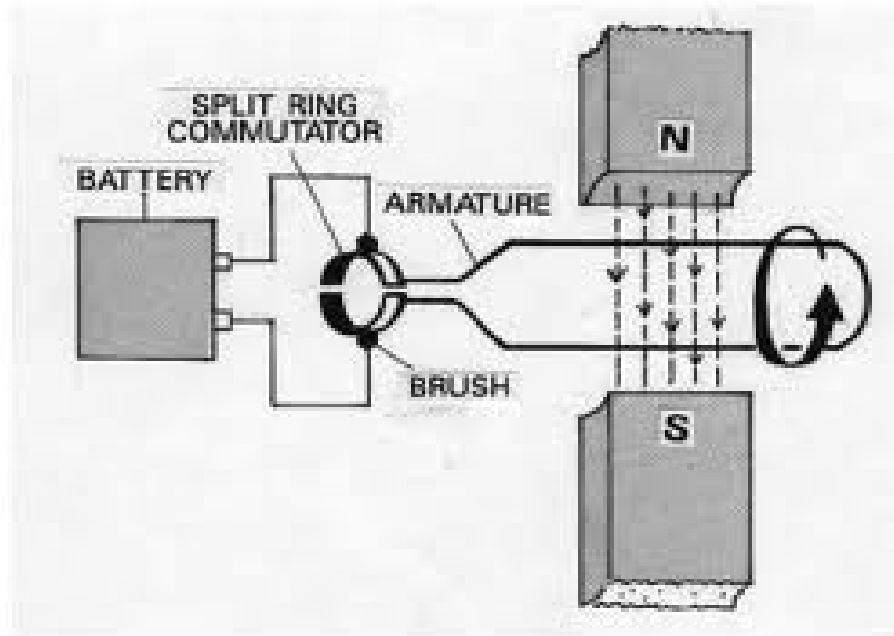 SPLIT RING
COMMUTATOR
BATTERY
ARMATURE
BRUSH
N
S